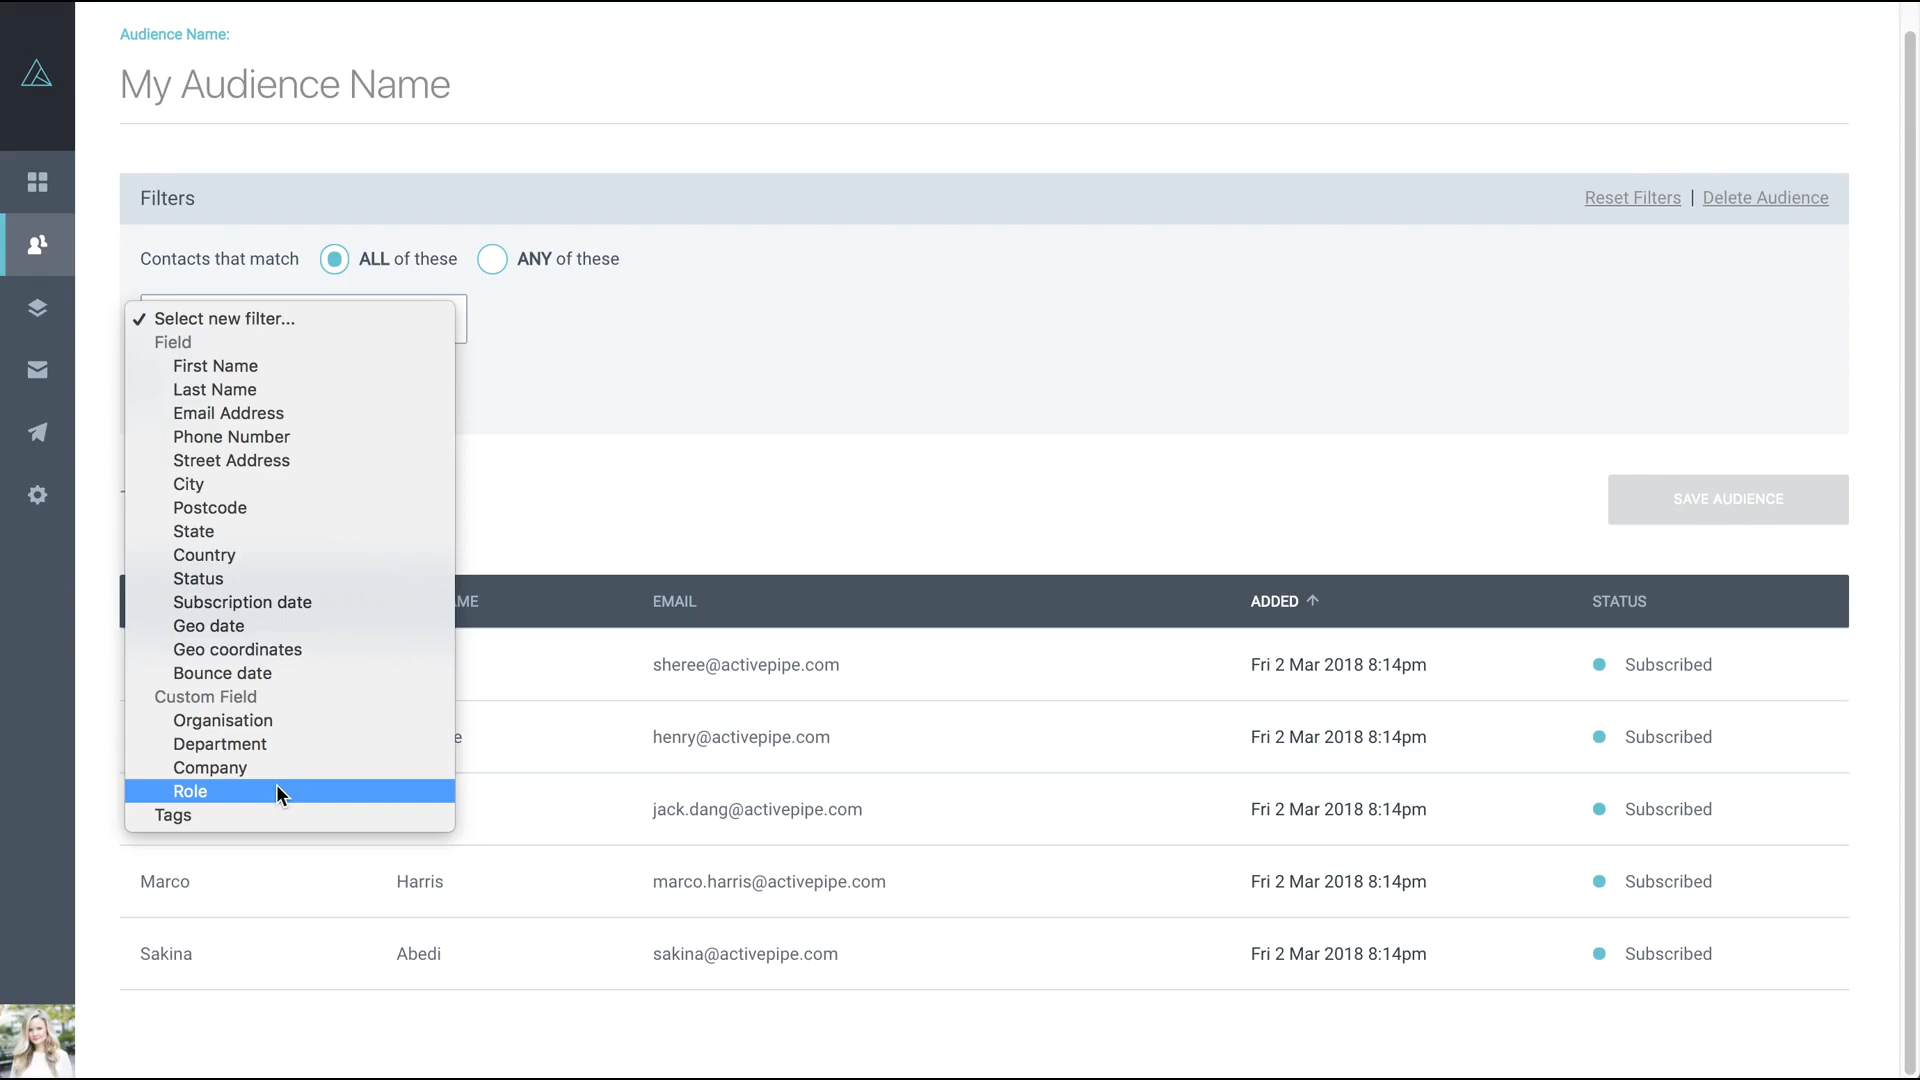 Audience Name:
My Audience Name
Filters
Reset Filters | Delete Audience
Contacts that match ALL of these ANY of these
✓ Select new filter...
Field
First Name
Last Name
Email Address
Phone Number
Street Address
City
Postcode
State
Country
Status
Subscription date
Geo date
Geo coordinates
Bounce date
Custom Field
Organisation
Department
Company
Role
Tags
SAVE AUDIENCE
AME EMAIL ADDED ↑ STATUS
sheree@activepipe.com Fri 2 Mar 2018 8:14pm Subscribed
e henry@activepipe.com Fri 2 Mar 2018 8:14pm Subscribed
jack.dang@activepipe.com Fri 2 Mar 2018 8:14pm Subscribed
Marco Harris marco.harris@activepipe.com Fri 2 Mar 2018 8:14pm Subscribed
Sakina Abedi sakina@activepipe.com Fri 2 Mar 2018 8:14pm Subscribed